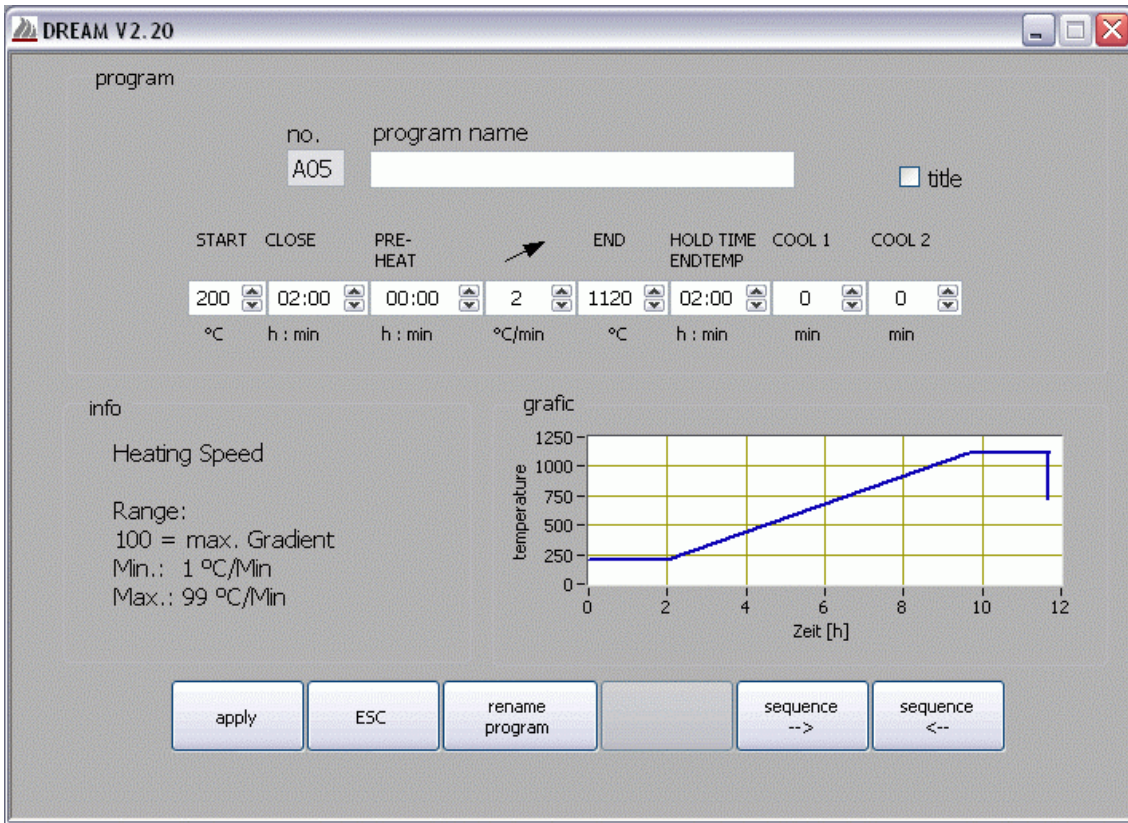 DREAM V2.20
program
no. program name
A05
title
START CLOSE PRE-HEAT END HOLD TIME ENDTEMP COOL 1 COOL 2
200 02:00 00:00 2 1120 02:00 0 0
°C h : min h : min °C/min °C h : min min min
info
Heating Speed
Range:
100 = max. Gradient
Min.: 1 ºC/Min
Max.: 99 ºC/Min
grafic
temperature
1250
1000
750
500
250
0
0 2 4 6 8 10 12
Zeit [h]
apply
ESC
rename
program
sequence
-->
sequence
<--